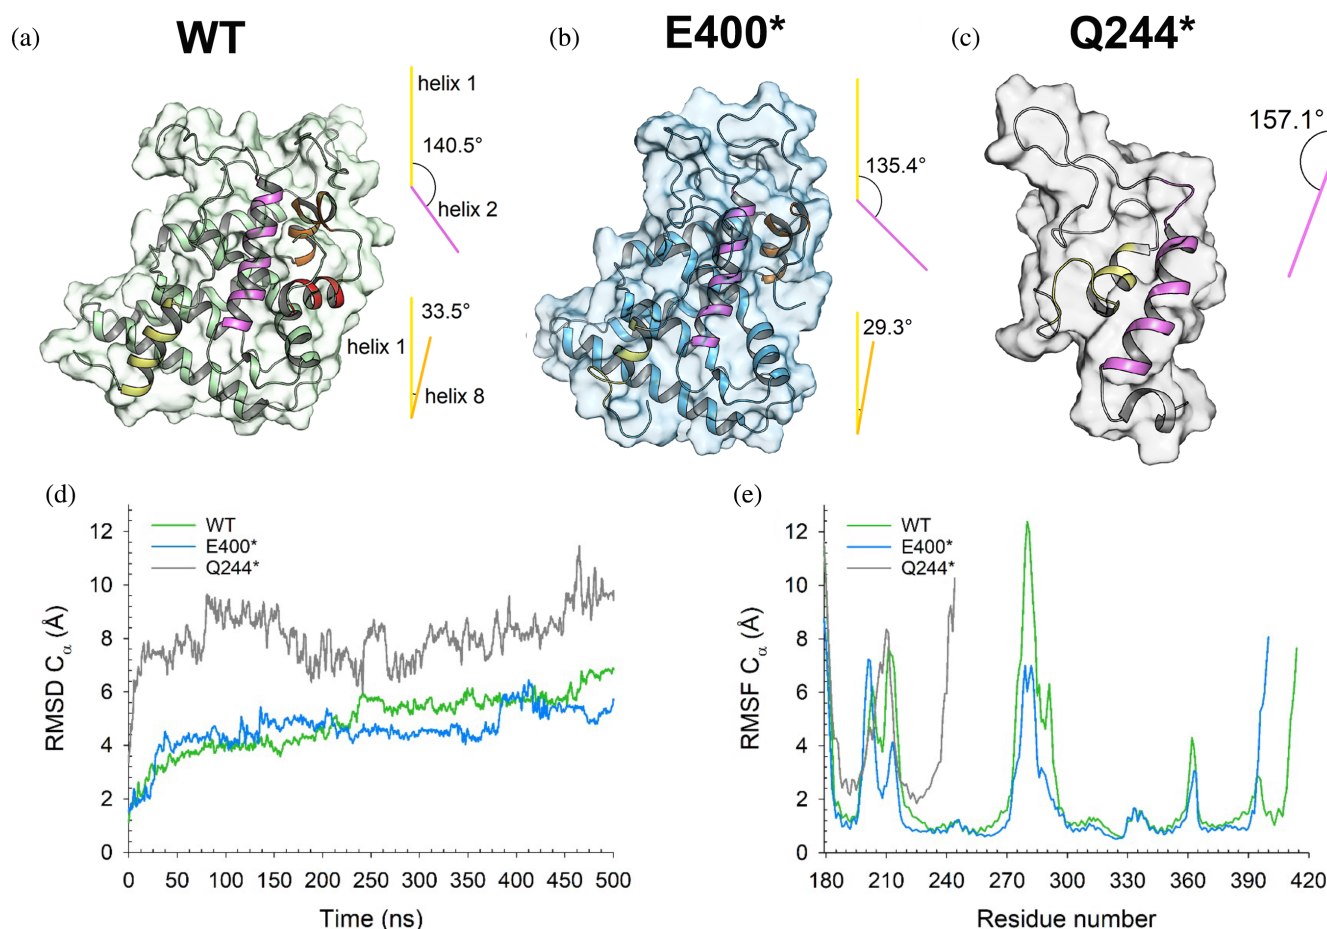 (a) WT
(b) E400*
(c) Q244*
helix 1
140.5°
helix 2
33.5°
helix 1
helix 8
135.4°
29.3°
157.1°
(d)
WT
E400*
Q244*
RMSD Cα (Å)
12
10
8
6
4
2
0
0 50 100 150 200 250 300 350 400 450 500
Time (ns)
(e)
WT
E400*
Q244*
RMSF Cα (Å)
12
10
8
6
4
2
0
180 210 240 270 300 330 360 390 420
Residue number